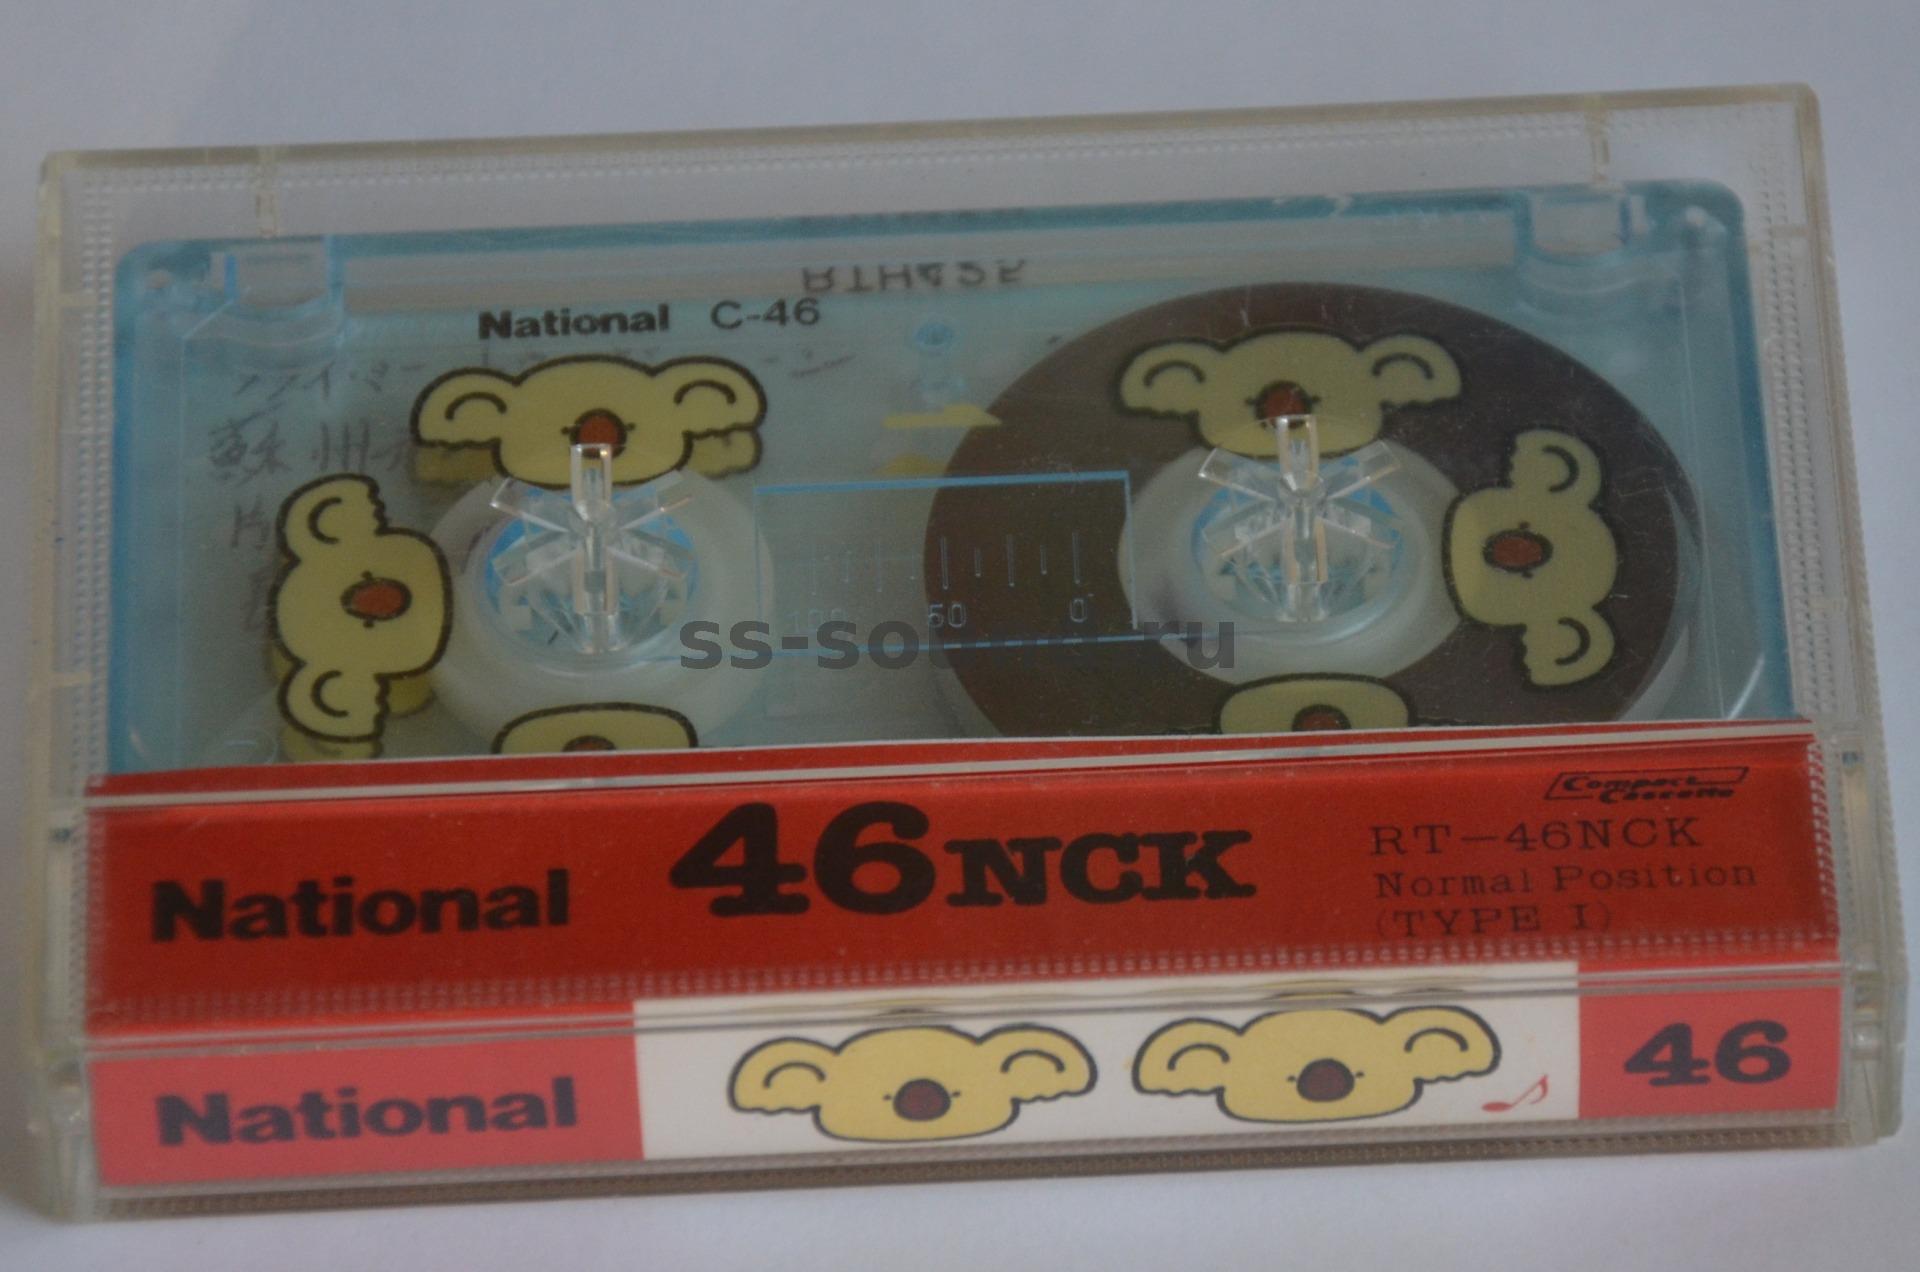 National C-46
蘇州
100 50 0
ss-sound.ru
Compact
Cassette
National 46NCK
RT-46NCK
Normal Position
(TYPE I)
National
46